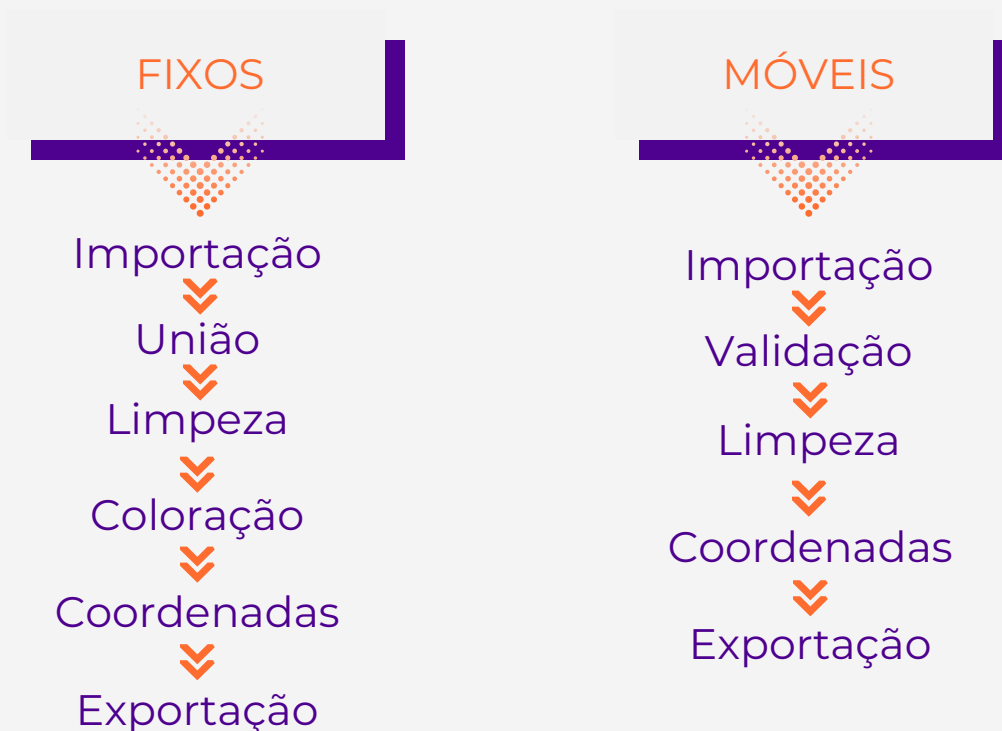 FIXOS
Importação
União
Limpeza
Coloração
Coordenadas
Exportação
MÓVEIS
Importação
Validação
Limpeza
Coordenadas
Exportação